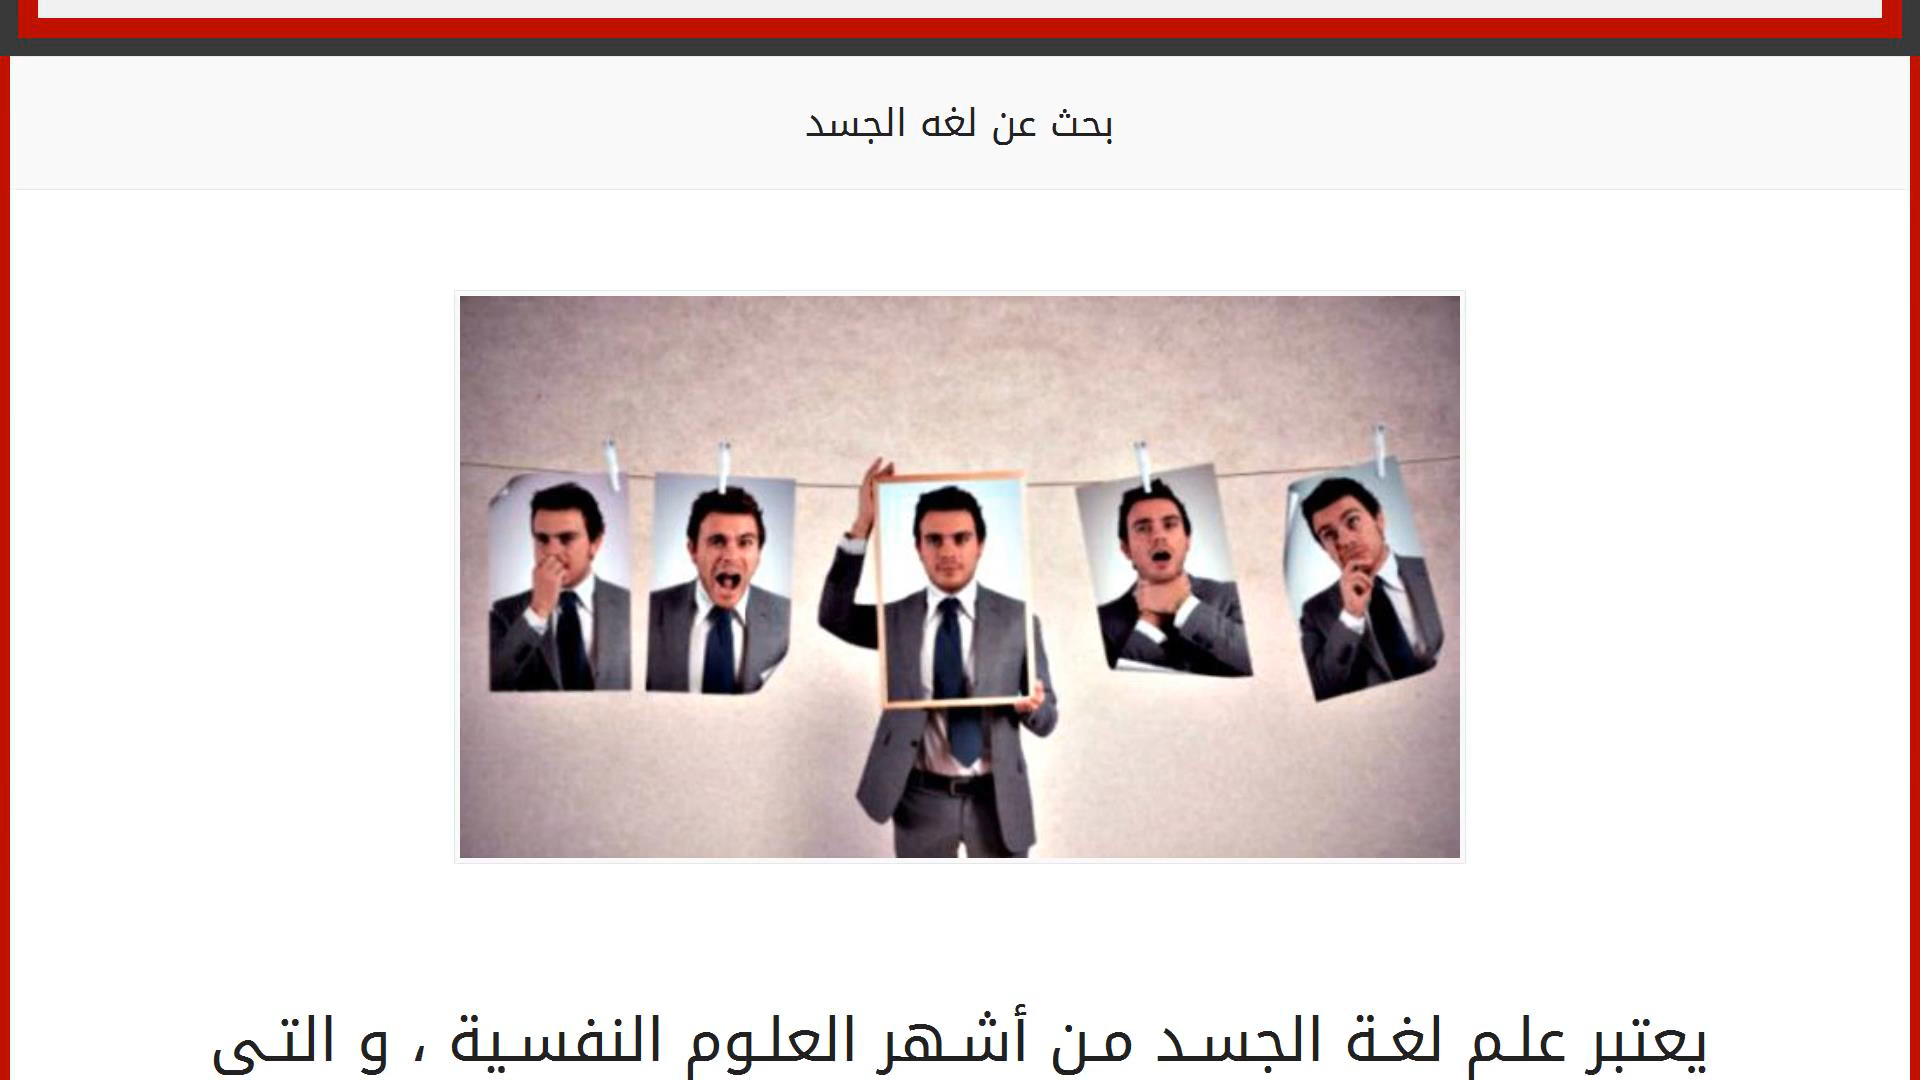 بحث عن لغه الجسد
يعتبر علم لغة الجسد من أشهر العلوم النفسية ، و التى